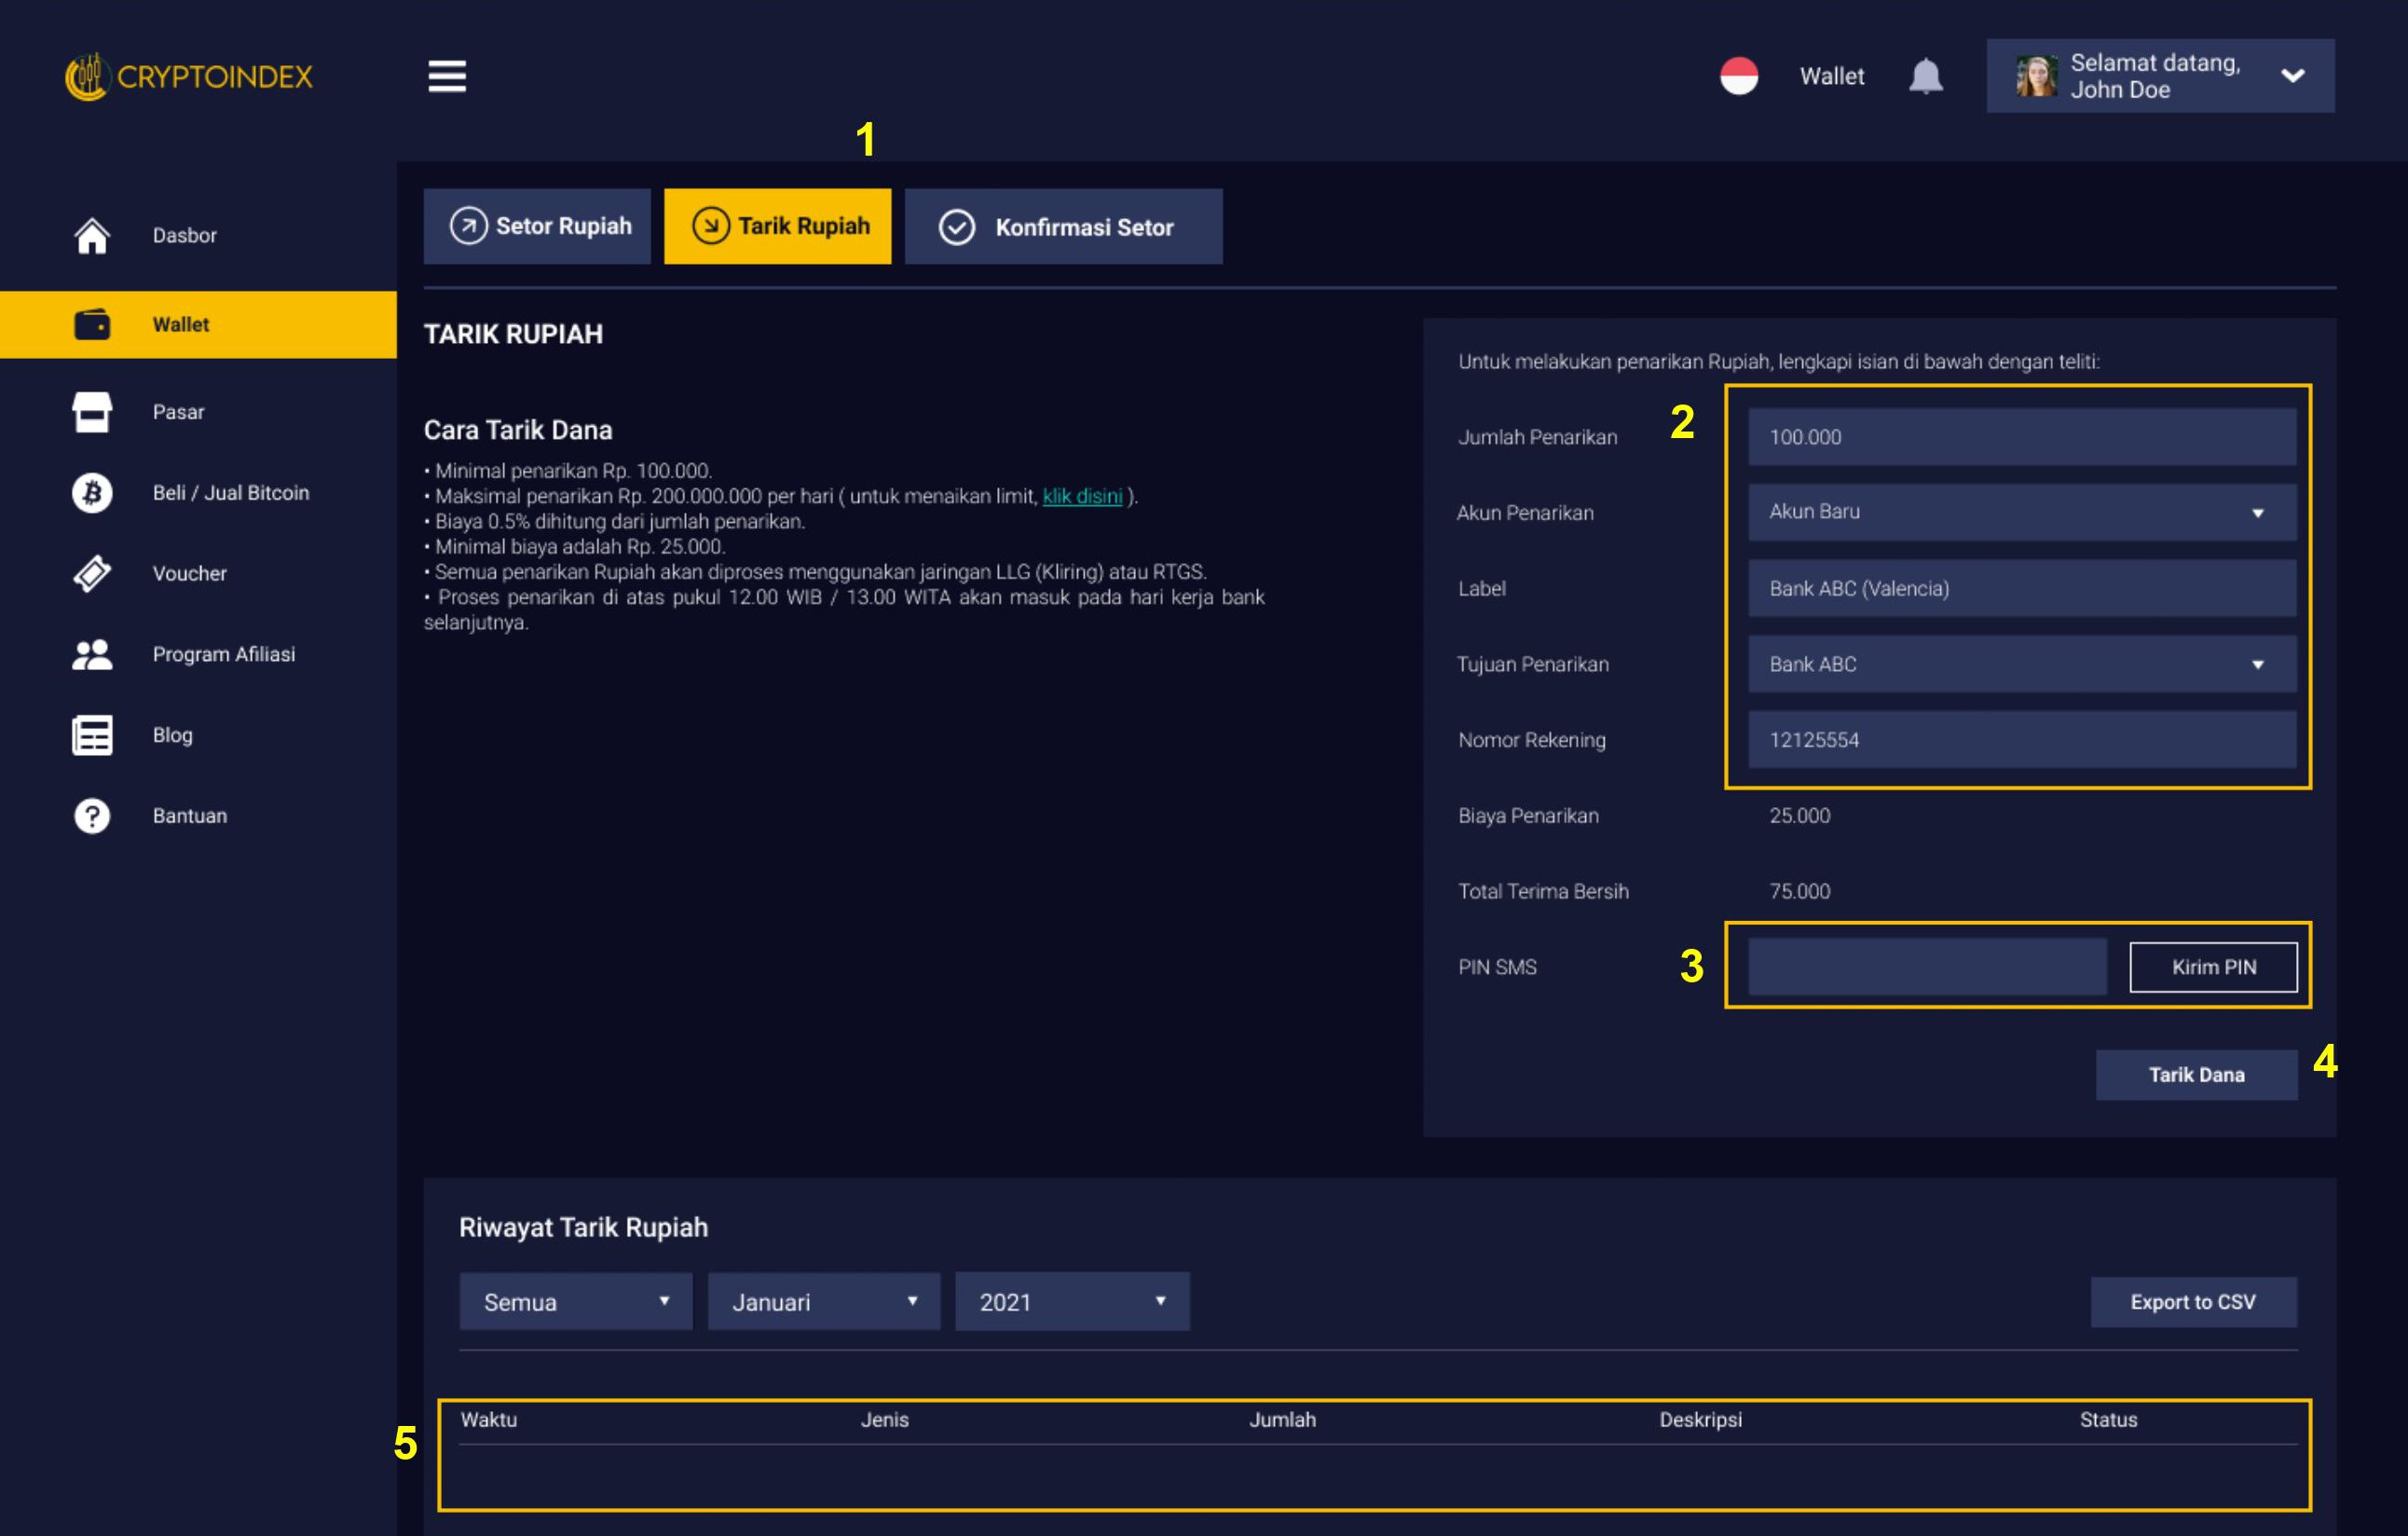 CRYPTOINDEX
Wallet
Selamat datang,
John Doe
1
Dasbor
Wallet
Pasar
Beli / Jual Bitcoin
Voucher
Program Afiliasi
Blog
Bantuan
Setor Rupiah
Tarik Rupiah
Konfirmasi Setor
TARIK RUPIAH
Cara Tarik Dana
• Minimal penarikan Rp. 100.000.
• Maksimal penarikan Rp. 200.000.000 per hari ( untuk menaikan limit, klik disini ).
• Biaya 0.5% dihitung dari jumlah penarikan.
• Minimal biaya adalah Rp. 25.000.
• Semua penarikan Rupiah akan diproses menggunakan jaringan LLG (Kliring) atau RTGS.
• Proses penarikan di atas pukul 12.00 WIB / 13.00 WITA akan masuk pada hari kerja bank
selanjutnya.
Untuk melakukan penarikan Rupiah, lengkapi isian di bawah dengan teliti:
Jumlah Penarikan 2 100.000
Akun Penarikan Akun Baru
Label Bank ABC (Valencia)
Tujuan Penarikan Bank ABC
Nomor Rekening 12125554
Biaya Penarikan 25.000
Total Terima Bersih 75.000
PIN SMS 3 Kirim PIN
Tarik Dana 4
Riwayat Tarik Rupiah
Semua Januari 2021 Export to CSV
5 Waktu Jenis Jumlah Deskripsi Status